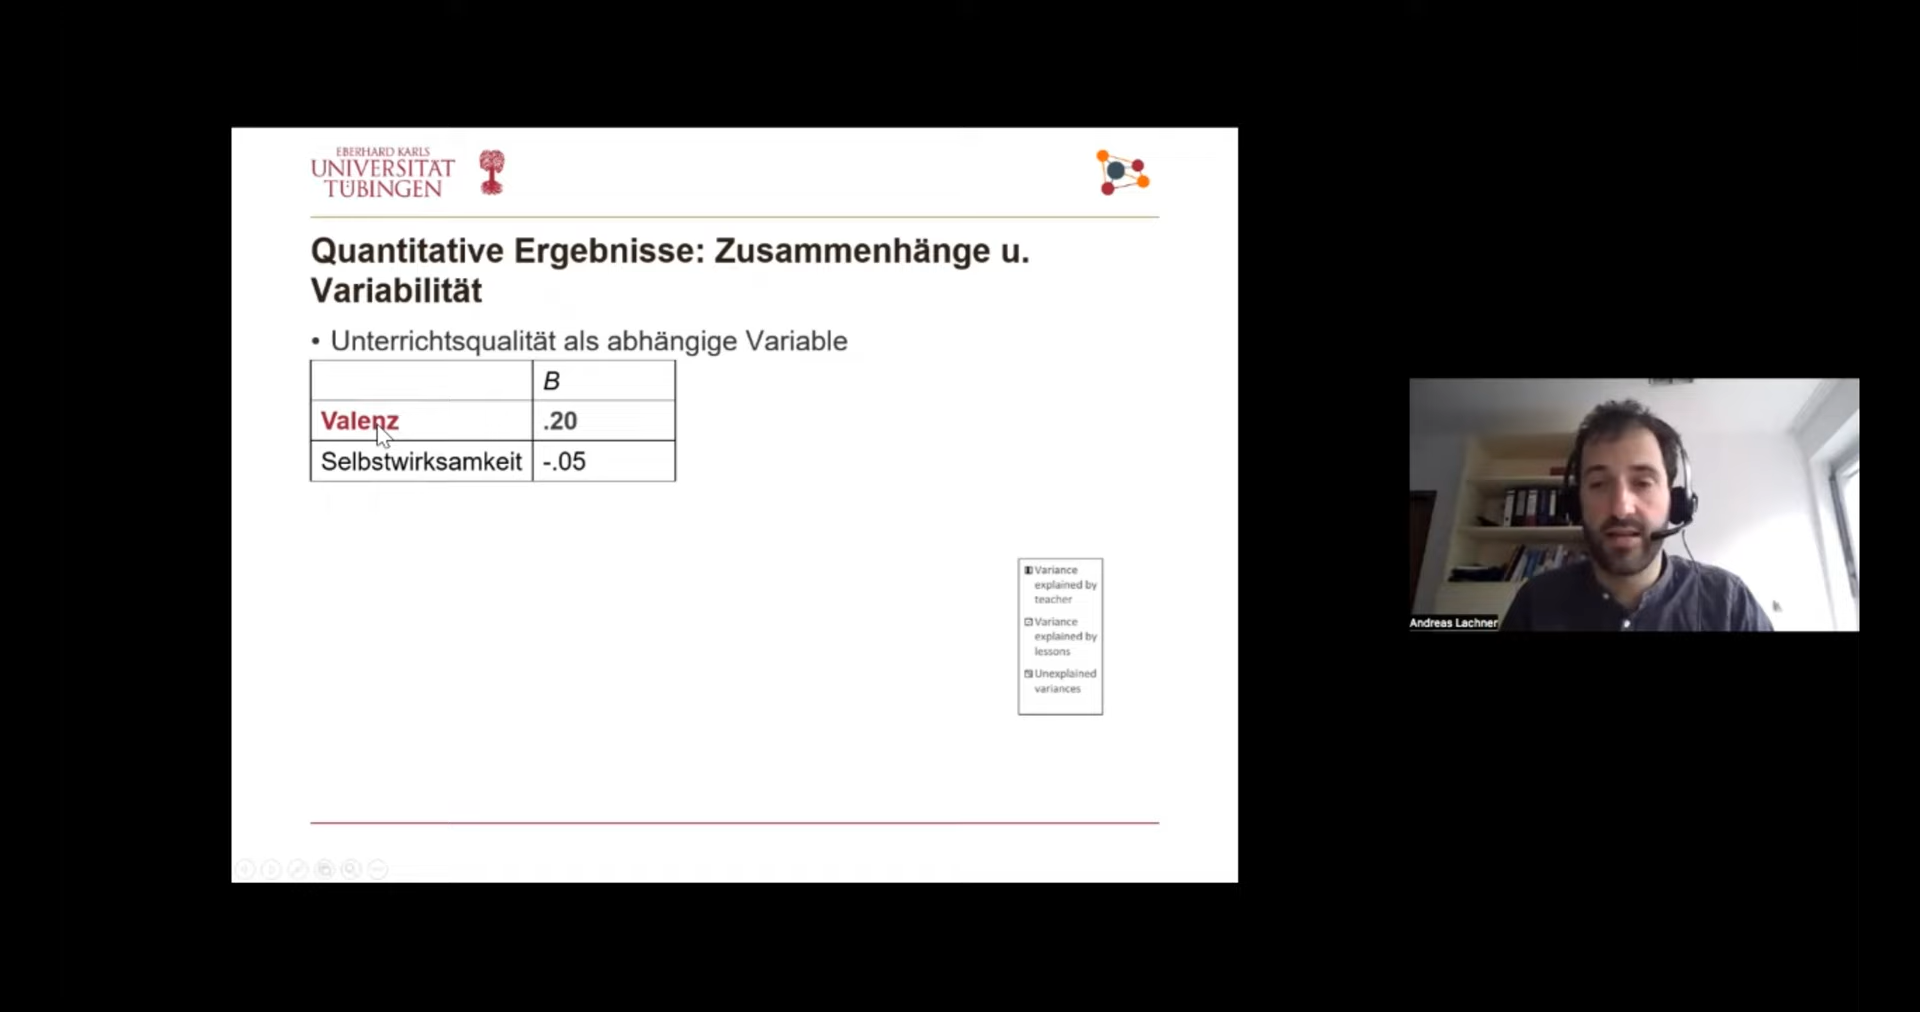 EBERHARD KARLS
UNIVERSITÄT
TÜBINGEN
Quantitative Ergebnisse: Zusammenhänge u.
Variabilität
• Unterrichtsqualität als abhängige Variable
B
Valenz .20
Selbstwirksamkeit -.05
Variance
explained by
teacher
Variance
explained by
lessons
Unexplained
variances
Andreas Lachner